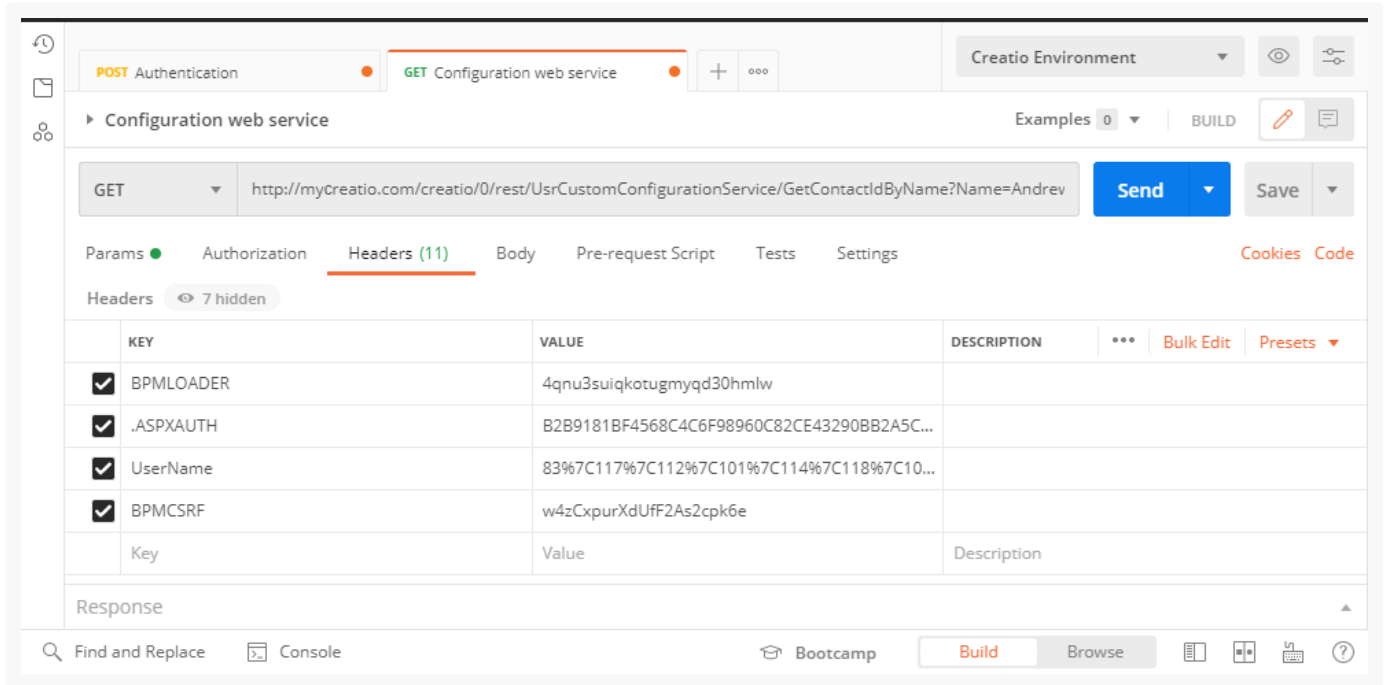 POST Authentication
GET Configuration web service
Creatio Environment
Configuration web service
Examples 0
BUILD
GET
http://mycreatio.com/creatio/0/rest/UsrCustomConfigurationService/GetContactIdByName?Name=Andrew
Send
Save
Params
Authorization
Headers (11)
Body
Pre-request Script
Tests
Settings
Cookies
Code
Headers
7 hidden
KEY
VALUE
DESCRIPTION
Bulk Edit
Presets
BPMLOADER
4qnu3suiqkotugmyqd30hmlw
.ASPXAUTH
B2B9181BF4568C4C6F98960C82CE43290BB2A5C...
UserName
83%7C117%7C112%7C101%7C114%7C118%7C10...
BPMCSRF
w4zCxpurXdUfF2As2cpk6e
Key
Value
Description
Response
Find and Replace
Console
Bootcamp
Build
Browse